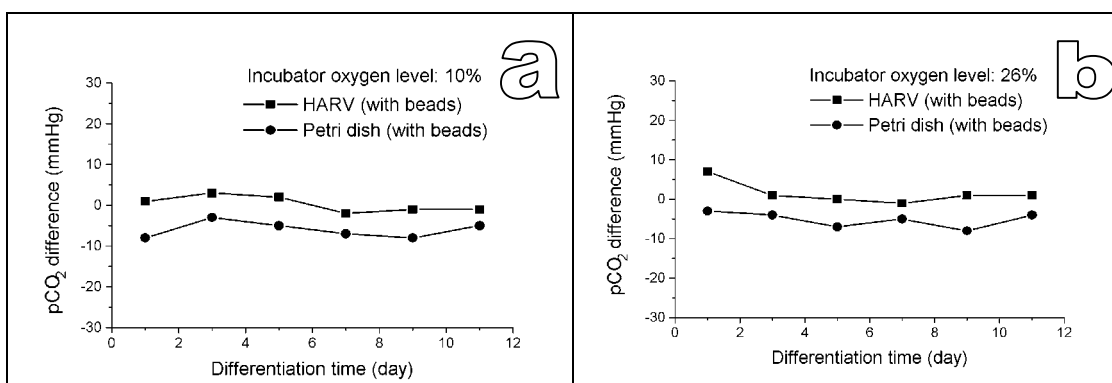 a
Incubator oxygen level: 10%
HARV (with beads)
Petri dish (with beads)
pCO₂ difference (mmHg)
30
20
10
0
-10
-20
-30
0 2 4 6 8 10 12
Differentiation time (day)
b
Incubator oxygen level: 26%
HARV (with beads)
Petri dish (with beads)
pCO₂ difference (mmHg)
30
20
10
0
-10
-20
-30
0 2 4 6 8 10 12
Differentiation time (day)